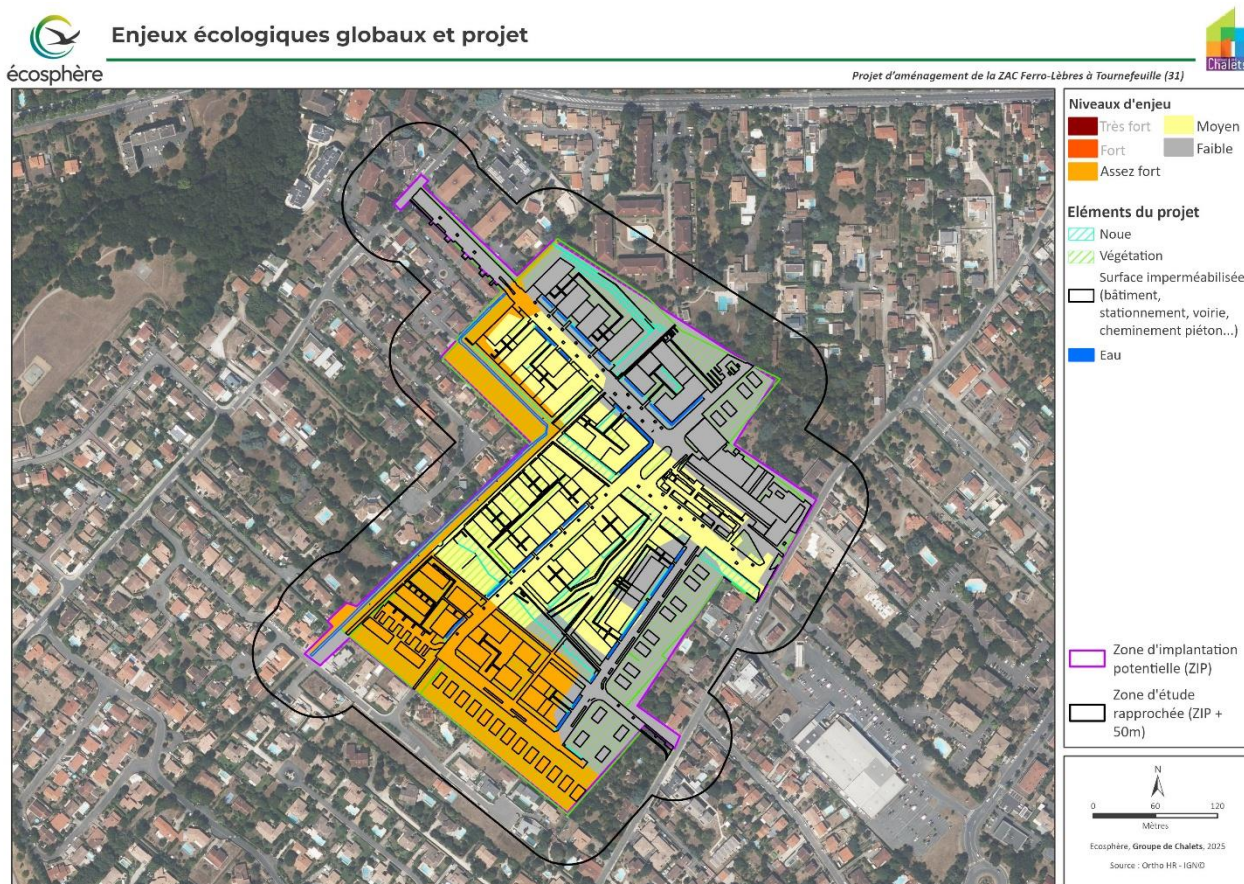 Enjeux écologiques globaux et projet
écosphère
Chalets
Projet d'aménagement de la ZAC Ferro-Lèbres à Tournefeuille (31)
Niveaux d'enjeu
Très fort
Moyen
Fort
Faible
Assez fort
Eléments du projet
Noue
Végétation
Surface imperméabilisée
(bâtiment,
stationnement, voirie,
cheminement piéton...)
Eau
Zone d'implantation
potentielle (ZIP)
Zone d'étude
rapprochée (ZIP +
50m)
N
0 60 120
Mètres
Ecosphère, Groupe de Chalets, 2025
Source : Ortho HR - IGN©